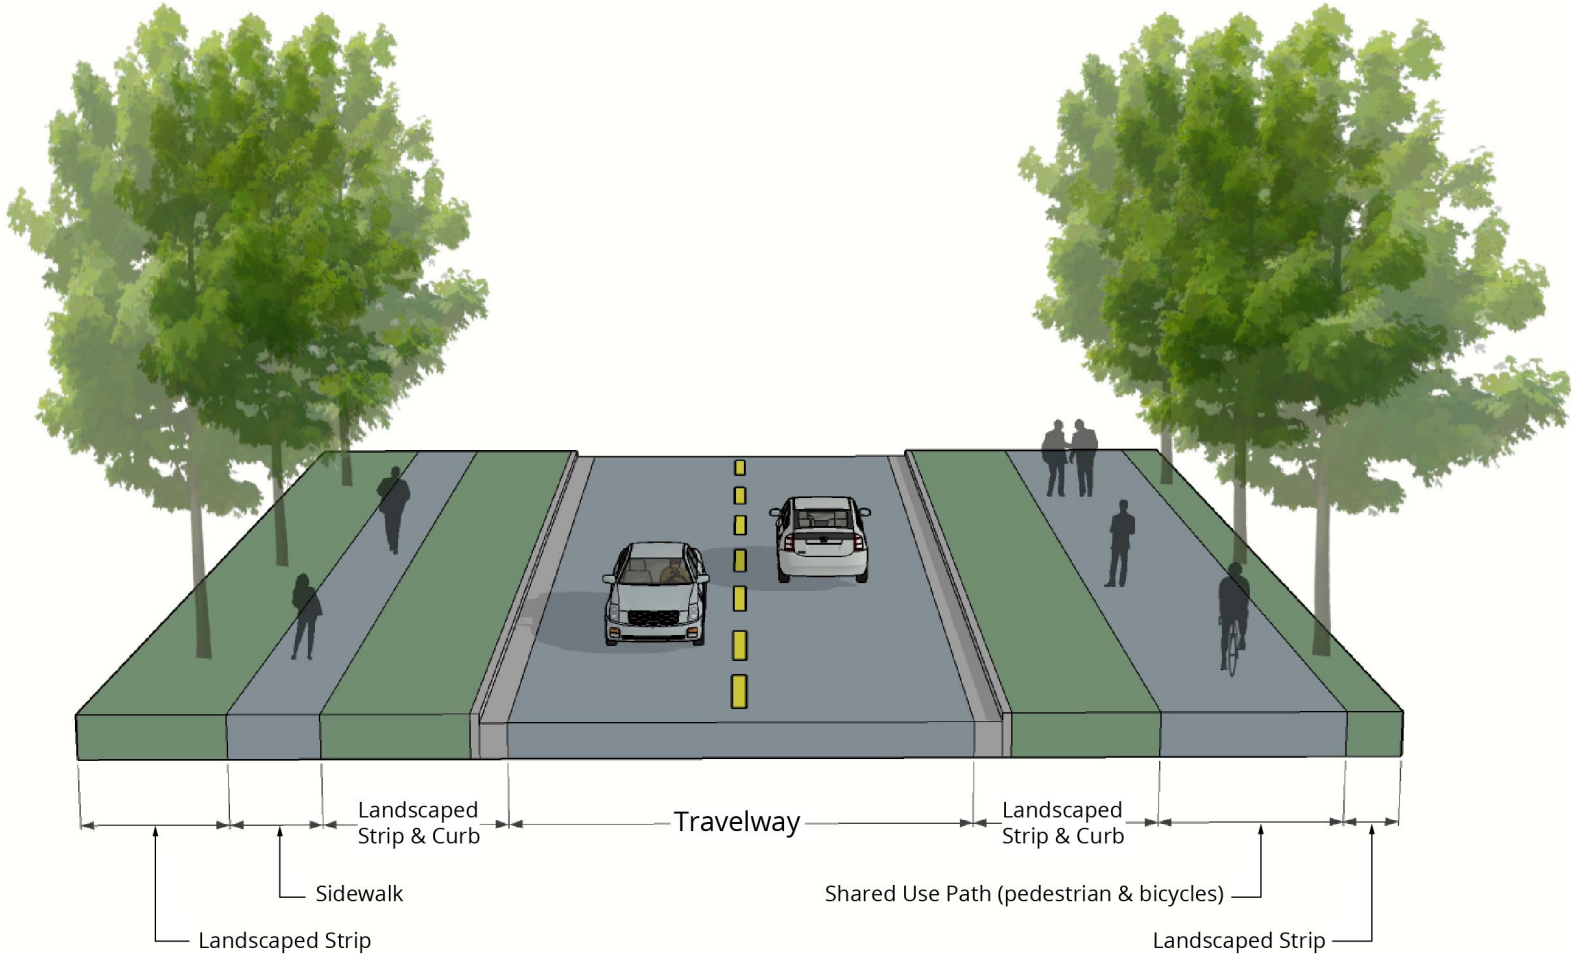 Landscaped
Strip & Curb
Travelway
Landscaped
Strip & Curb
Sidewalk
Shared Use Path (pedestrian & bicycles)
Landscaped Strip
Landscaped Strip